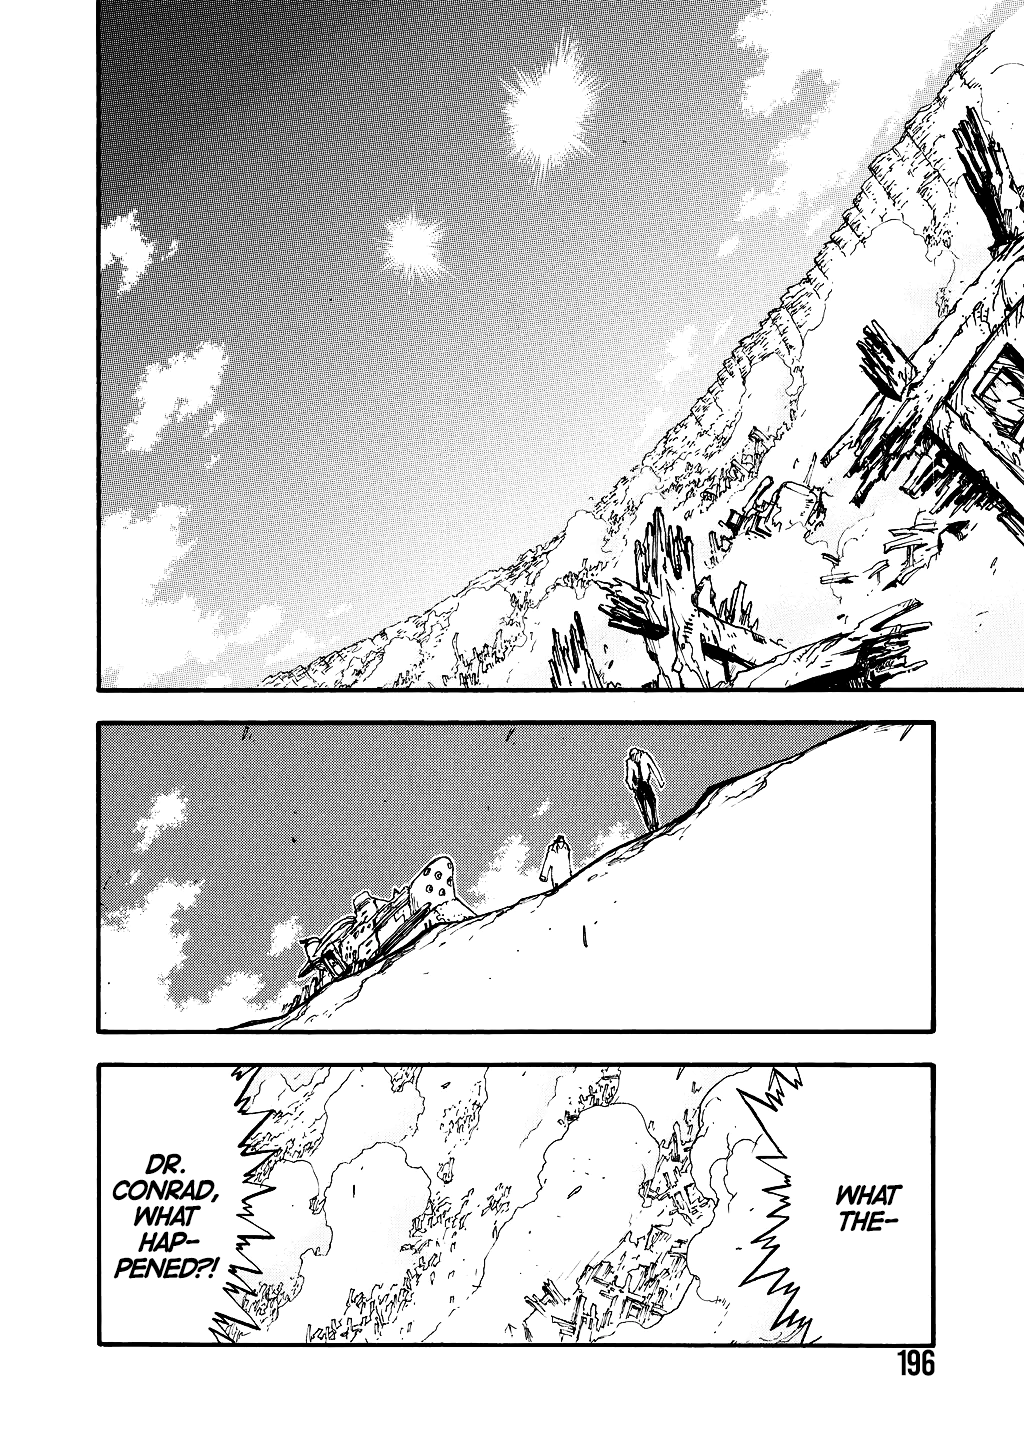 WHAT
THE–
DR.
CONRAD,
WHAT
HAP–
PENED?!
196